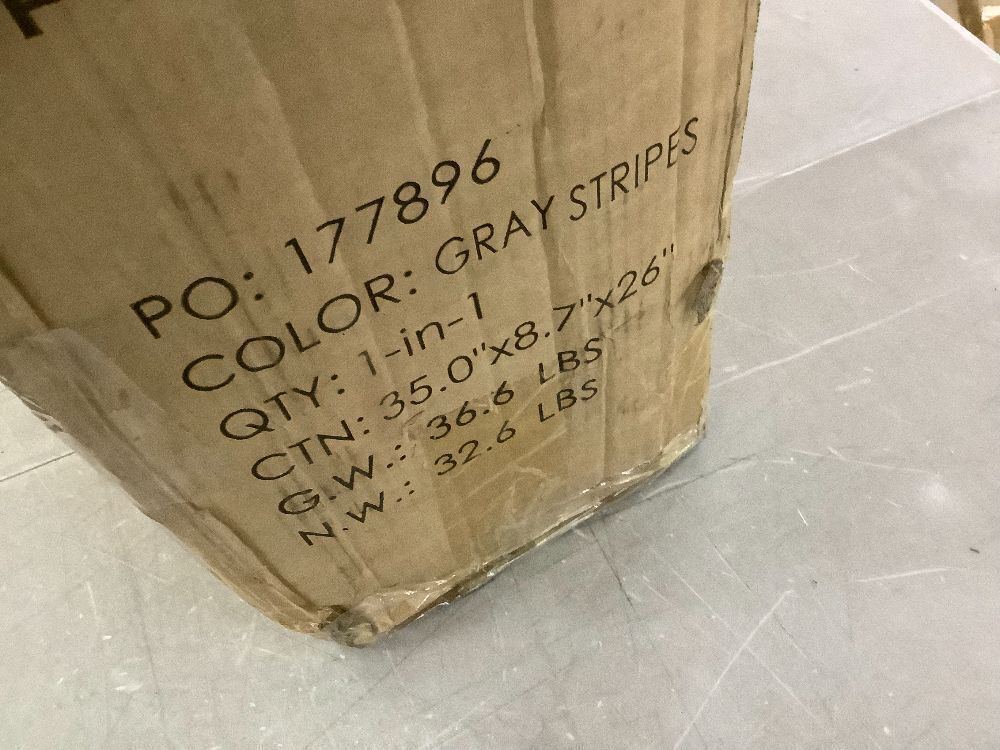 PO: 177896
COLOR: GRAY STRIPES
QTY: 1-in-1
CTN: 35.0"x8.7"x26"
G.W.: 36.6 LBS
N.W.: 32.6 LBS